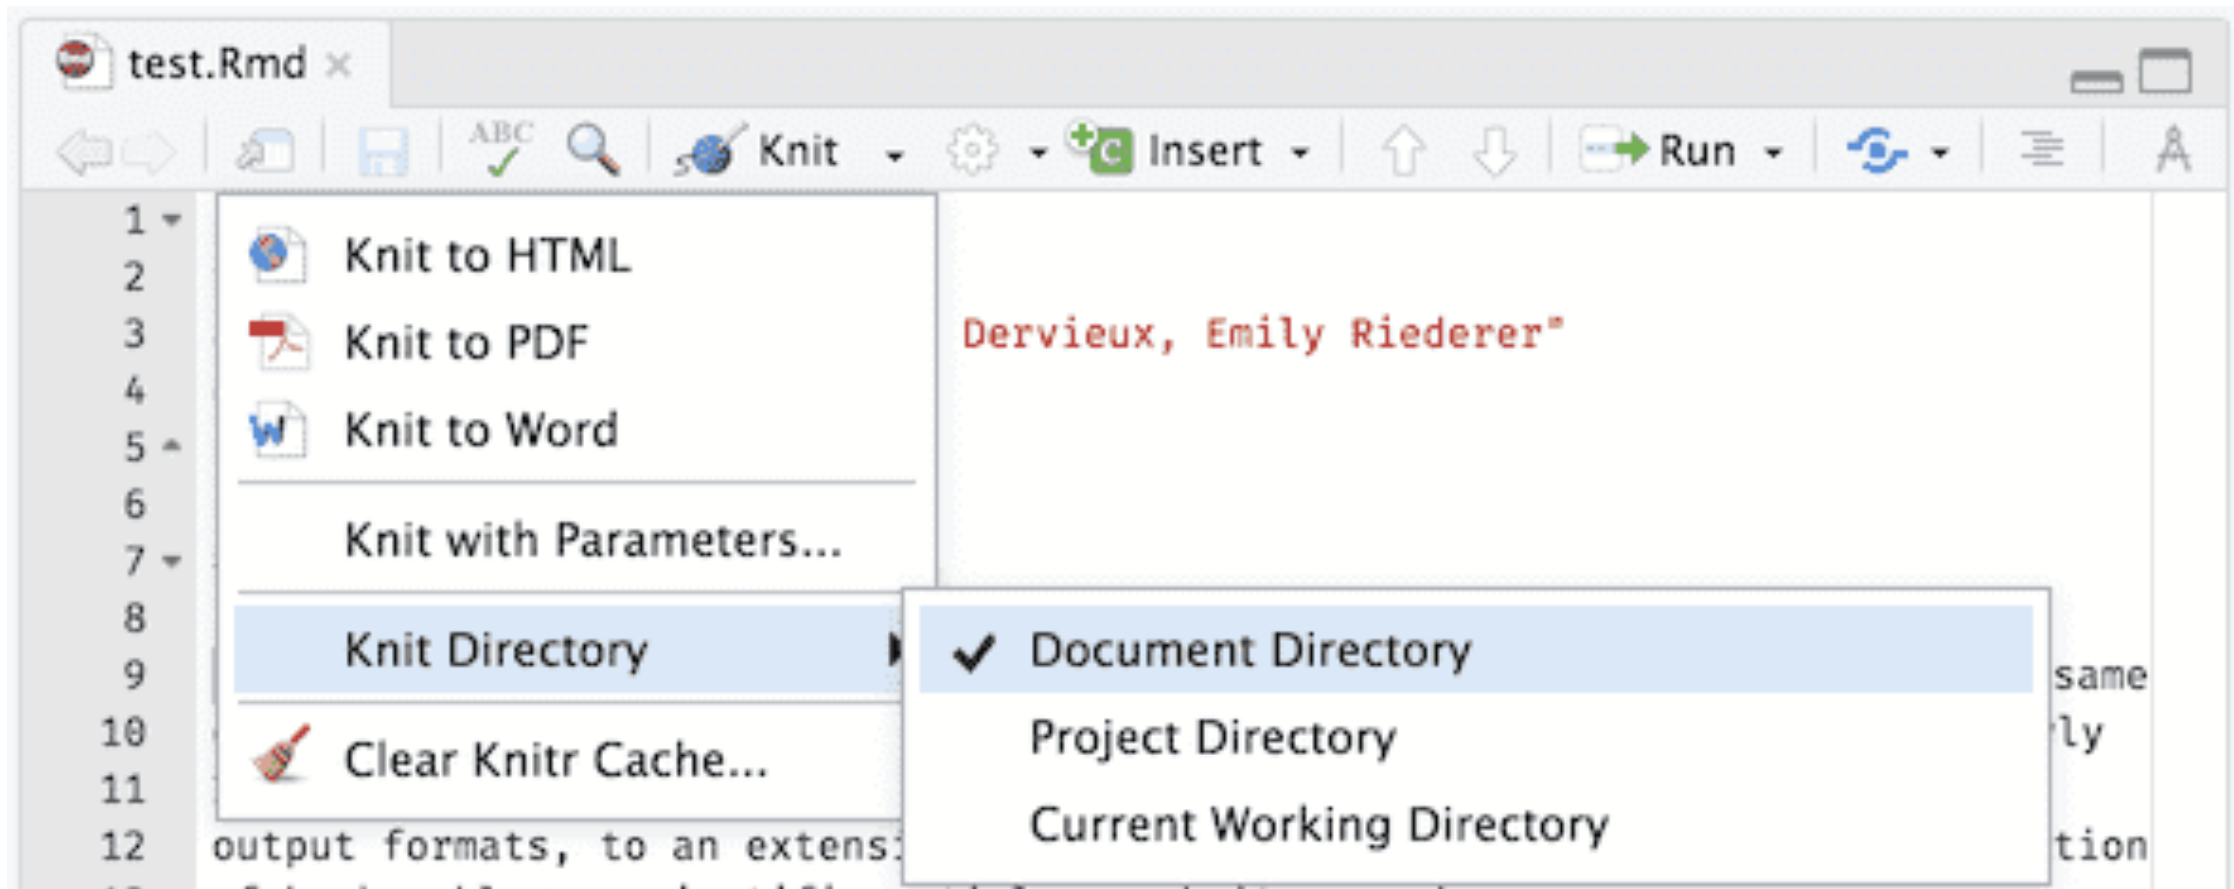 test.Rmd
ABC Knit Insert Run
1
Knit to HTML
2
3 Dervieux, Emily Riederer"
Knit to PDF
4
Knit to Word
5
6
Knit with Parameters...
7
8
Knit Directory
Document Directory
9 same
Project Directory
10 ly
Clear Knitr Cache...
11
Current Working Directory
12 output formats, to an extens tion